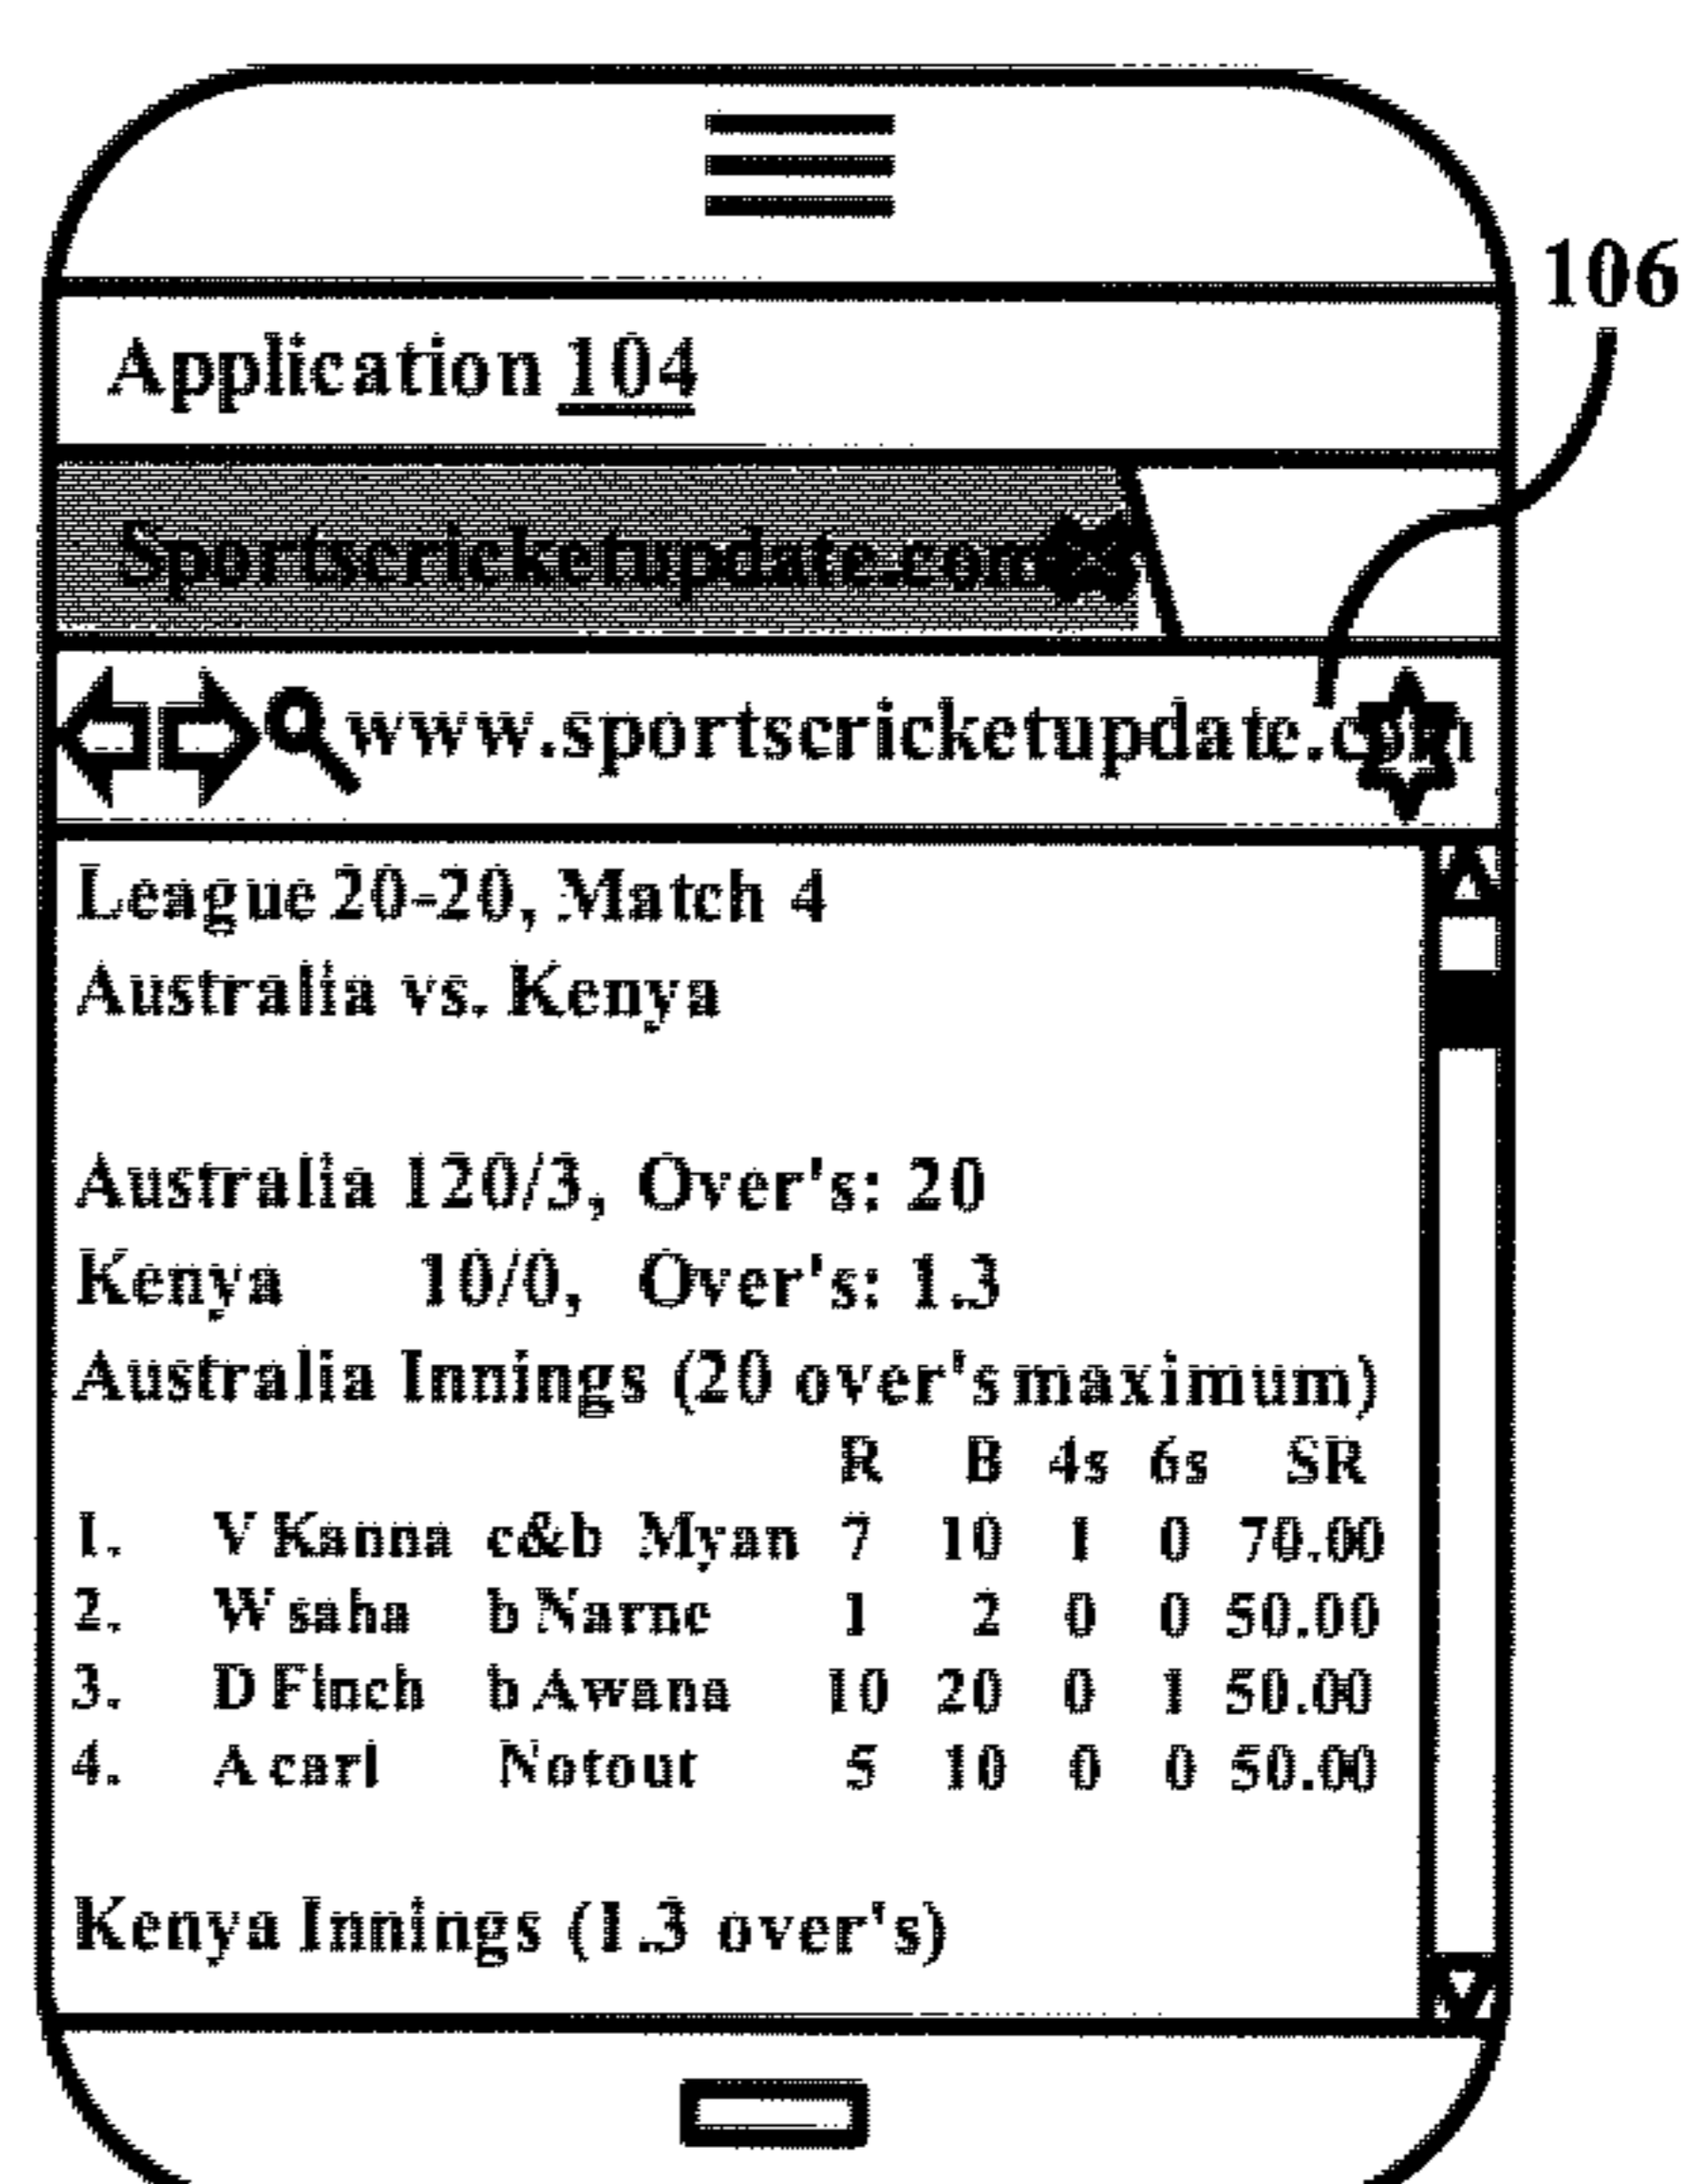 106
Application 104
Sportscricketupdate.com
www.sportscricketupdate.com
League 20-20, Match 4
Australia vs. Kenya
Australia 120/3, Over's: 20
Kenya 10/0, Over's: 1.3
Australia Innings (20 over's maximum)
R B 4s 6s SR
1. V Kanna c&b Myan 7 10 1 0 70.00
2. W saha b Narne 1 2 0 0 50.00
3. D Finch b Awana 10 20 0 1 50.00
4. A carl Notout 5 10 0 0 50.00
Kenya Innings (1.3 over's)